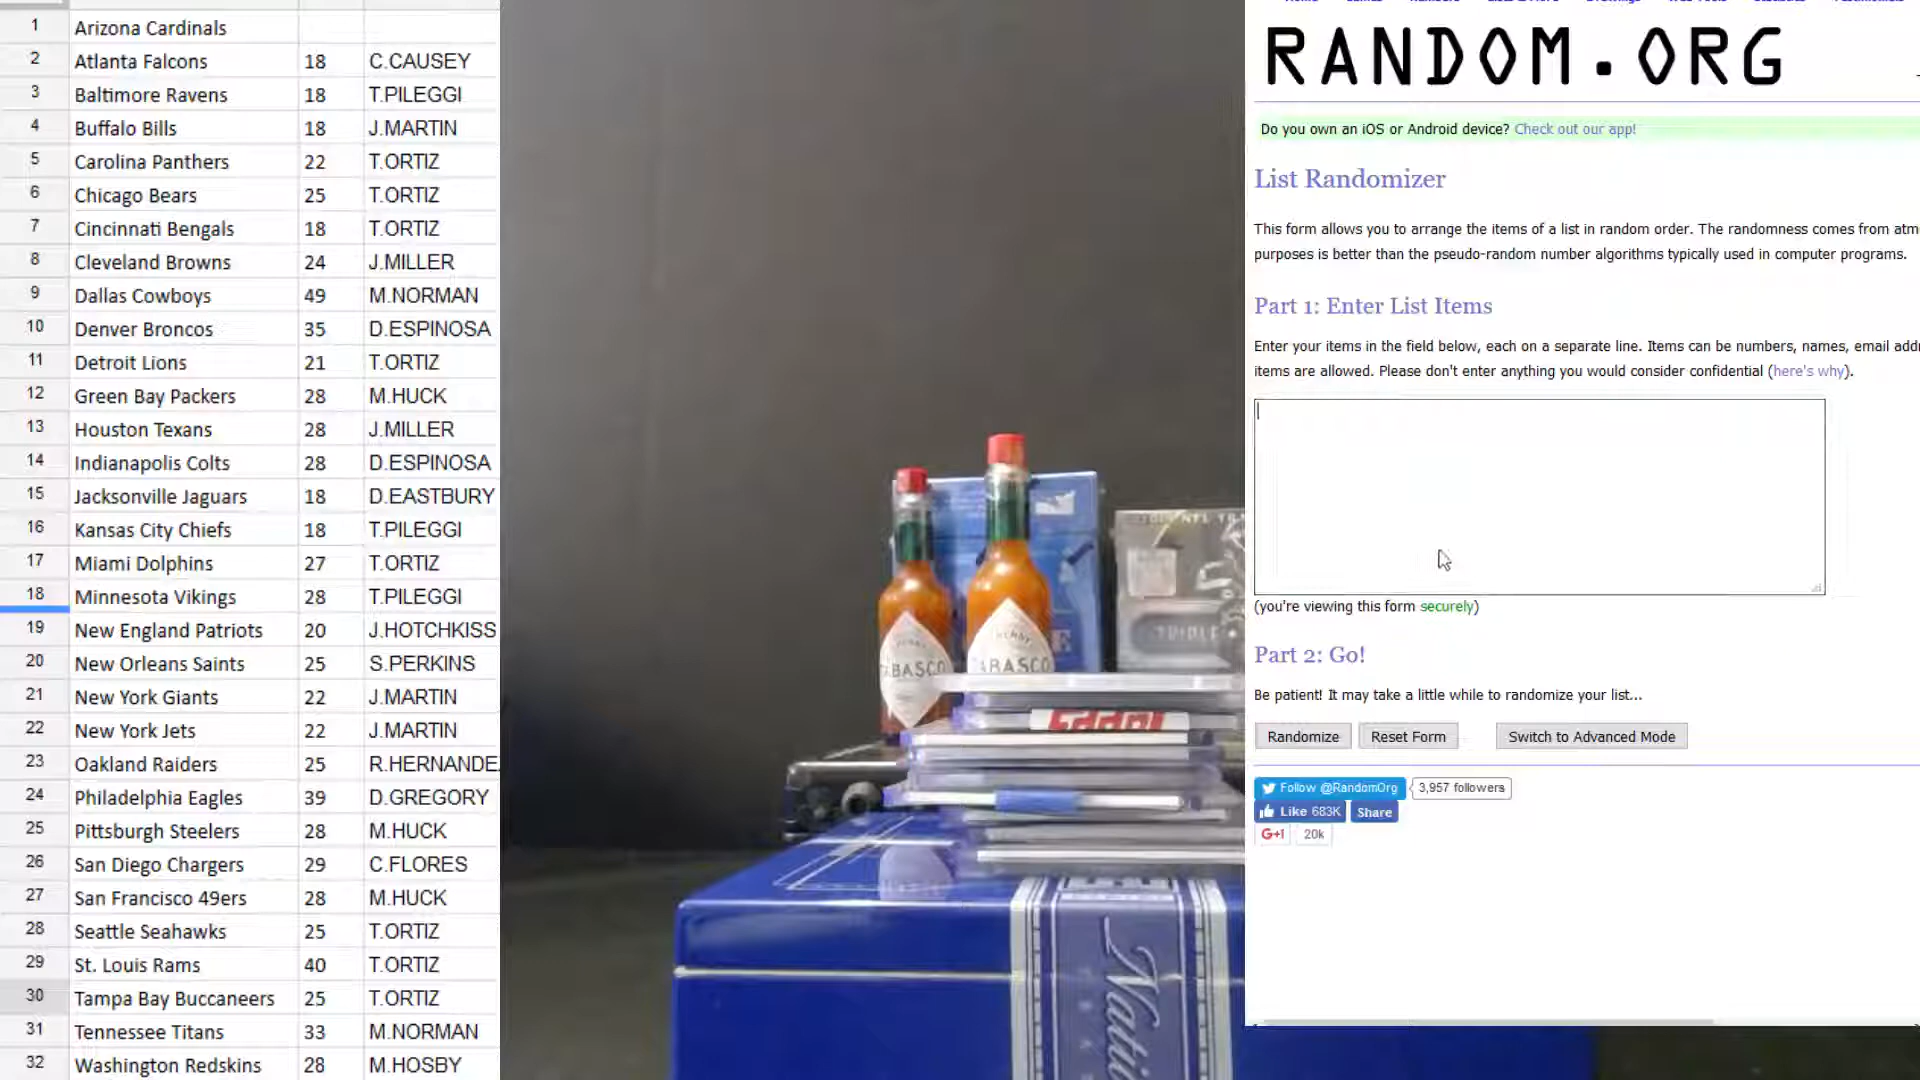 1 Arizona Cardinals
2 Atlanta Falcons 18 C.CAUSEY
3 Baltimore Ravens 18 T.PILEGGI
4 Buffalo Bills 18 J.MARTIN
5 Carolina Panthers 22 T.ORTIZ
6 Chicago Bears 25 T.ORTIZ
7 Cincinnati Bengals 18 T.ORTIZ
8 Cleveland Browns 24 J.MILLER
9 Dallas Cowboys 49 M.NORMAN
10 Denver Broncos 35 D.ESPINOSA
11 Detroit Lions 21 T.ORTIZ
12 Green Bay Packers 28 M.HUCK
13 Houston Texans 28 J.MILLER
14 Indianapolis Colts 28 D.ESPINOSA
15 Jacksonville Jaguars 18 D.EASTBURY
16 Kansas City Chiefs 18 T.PILEGGI
17 Miami Dolphins 27 T.ORTIZ
18 Minnesota Vikings 28 T.PILEGGI
19 New England Patriots 20 J.HOTCHKISS
20 New Orleans Saints 25 S.PERKINS
21 New York Giants 22 J.MARTIN
22 New York Jets 22 J.MARTIN
23 Oakland Raiders 25 R.HERNANDE
24 Philadelphia Eagles 39 D.GREGORY
25 Pittsburgh Steelers 28 M.HUCK
26 San Diego Chargers 29 C.FLORES
27 San Francisco 49ers 28 M.HUCK
28 Seattle Seahawks 25 T.ORTIZ
29 St. Louis Rams 40 T.ORTIZ
30 Tampa Bay Buccaneers 25 T.ORTIZ
31 Tennessee Titans 33 M.NORMAN
32 Washington Redskins 28 M.HOSBY
TRIPLE
TABASCO
TABASCO
Nati
RANDOM.ORG
Do you own an iOS or Android device? Check out our app!
List Randomizer
This form allows you to arrange the items of a list in random order. The randomness comes from atm
purposes is better than the pseudo-random number algorithms typically used in computer programs.
Part 1: Enter List Items
Enter your items in the field below, each on a separate line. Items can be numbers, names, email addr
items are allowed. Please don't enter anything you would consider confidential (here's why).
(you're viewing this form securely)
Part 2: Go!
Be patient! It may take a little while to randomize your list...
Randomize Reset Form Switch to Advanced Mode
Follow @RandomOrg 3,957 followers
Like 683K Share
G+1 20k